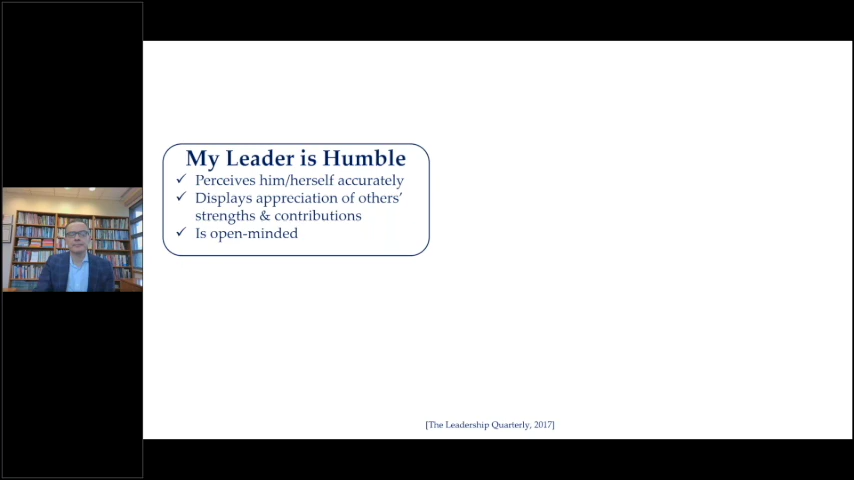 My Leader is Humble
✓ Perceives him/herself accurately
✓ Displays appreciation of others’
strengths & contributions
✓ Is open-minded
[The Leadership Quarterly, 2017]